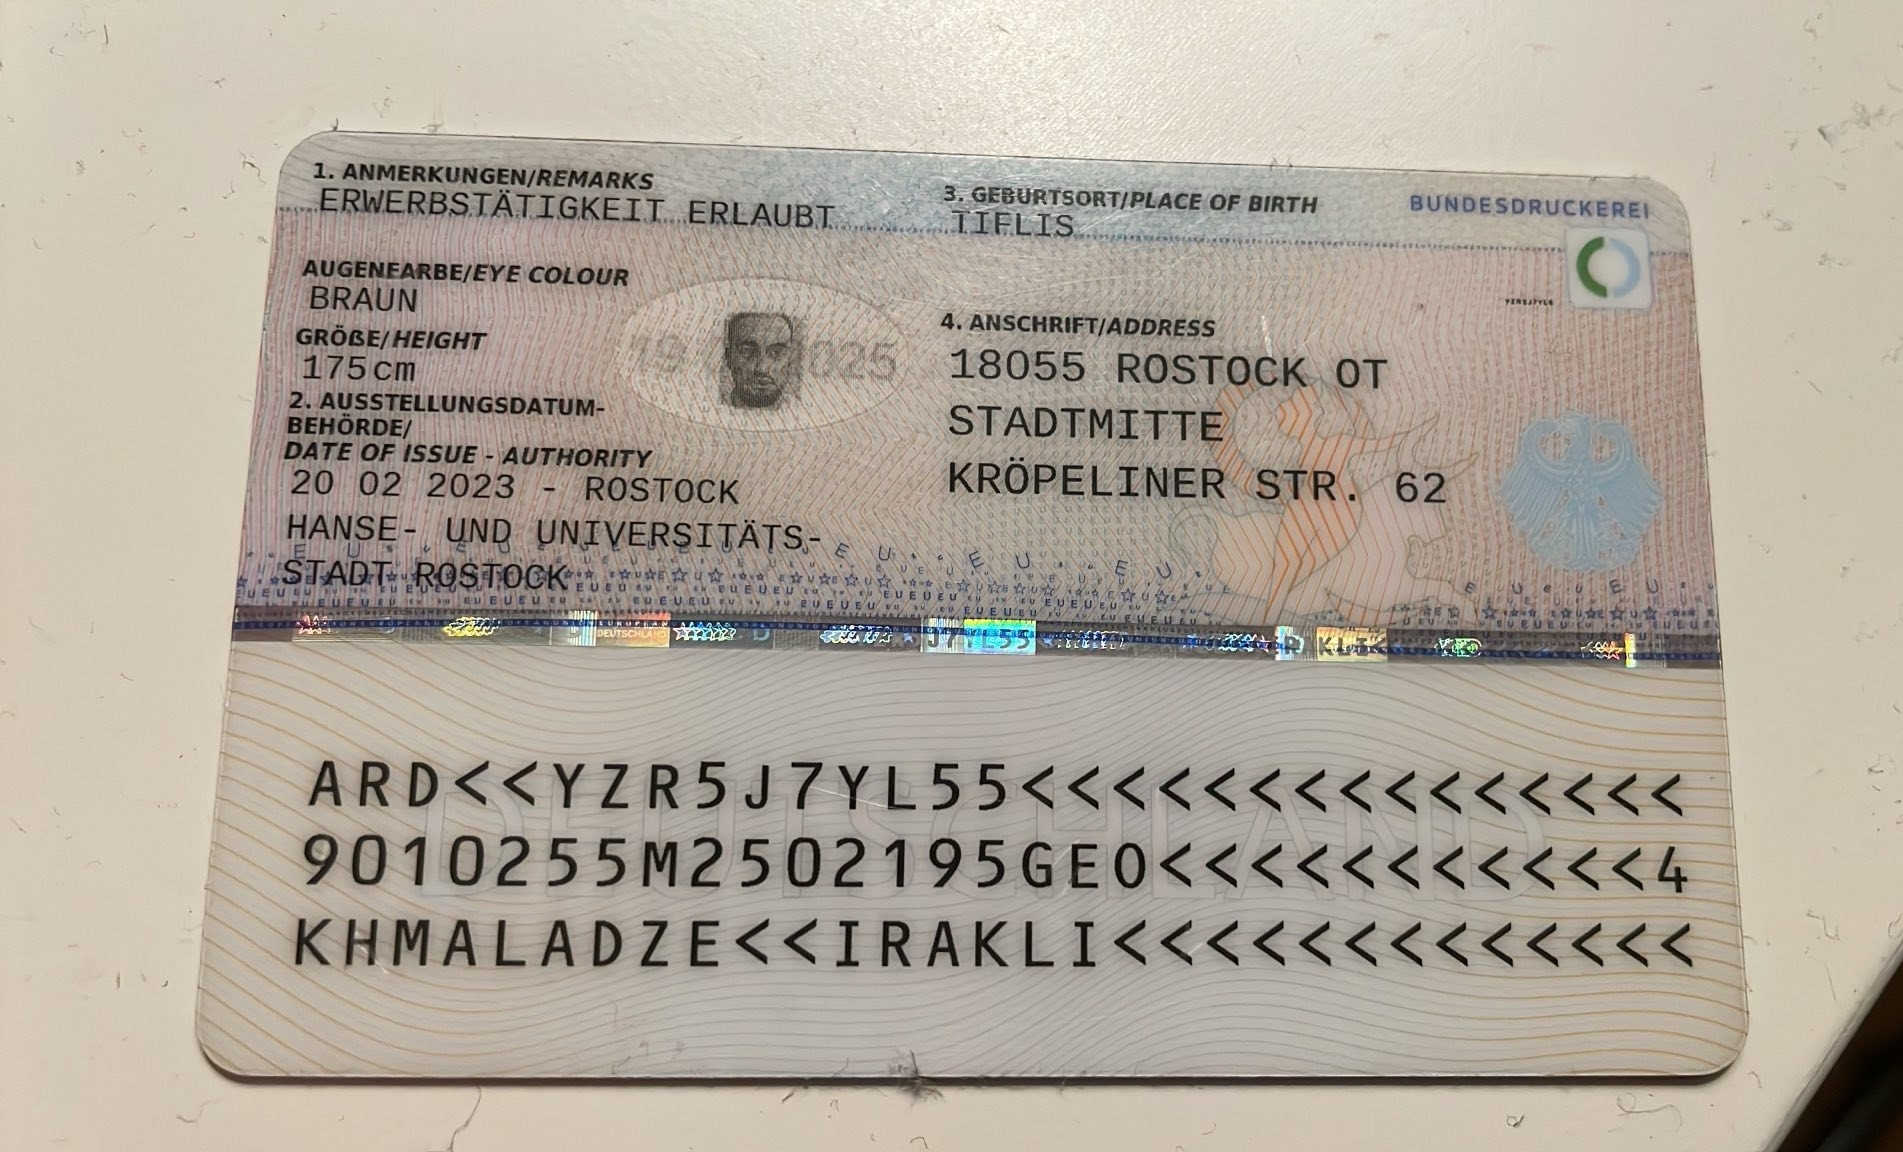 1. ANMERKUNGEN/REMARKS
ERWERBSTÄTIGKEIT ERLAUBT
3. GEBURTSORT/PLACE OF BIRTH
TIFLIS
BUNDESDRUCKEREI
AUGENFARBE/EYE COLOUR
BRAUN
GRÖßE/HEIGHT
175cm
4. ANSCHRIFT/ADDRESS
18055 ROSTOCK OT
STADTMITTE
KRÖPELINER STR. 62
2. AUSSTELLUNGSDATUM-
BEHÖRDE/
DATE OF ISSUE - AUTHORITY
20 02 2023 - ROSTOCK
HANSE- UND UNIVERSITÄTS-
STADT ROSTOCK
ARD<<YZR5J7YL55<<<<<<<<<<<<<<<
9010255M2502195GEO<<<<<<<<<<<4
KHMALADZE<<IRAKLI<<<<<<<<<<<<<
DEUTSCHLAND